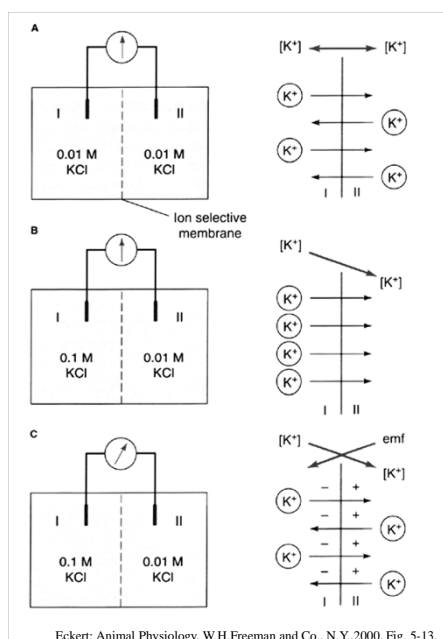 A
I
II
0.01 M
KCl
0.01 M
KCl
[K⁺]
[K⁺]
K⁺
K⁺
K⁺
K⁺
I
II
Ion selective
membrane
B
I
II
0.1 M
KCl
0.01 M
KCl
[K⁺]
[K⁺]
K⁺
K⁺
K⁺
K⁺
I
II
C
I
II
0.1 M
KCl
0.01 M
KCl
[K⁺]
emf
[K⁺]
− +
K⁺
− +
K⁺
− +
K⁺
− +
K⁺
I
II
Eckert: Animal Physiology, W.H.Freeman and Co., N.Y.,2000, Fig. 5-13.